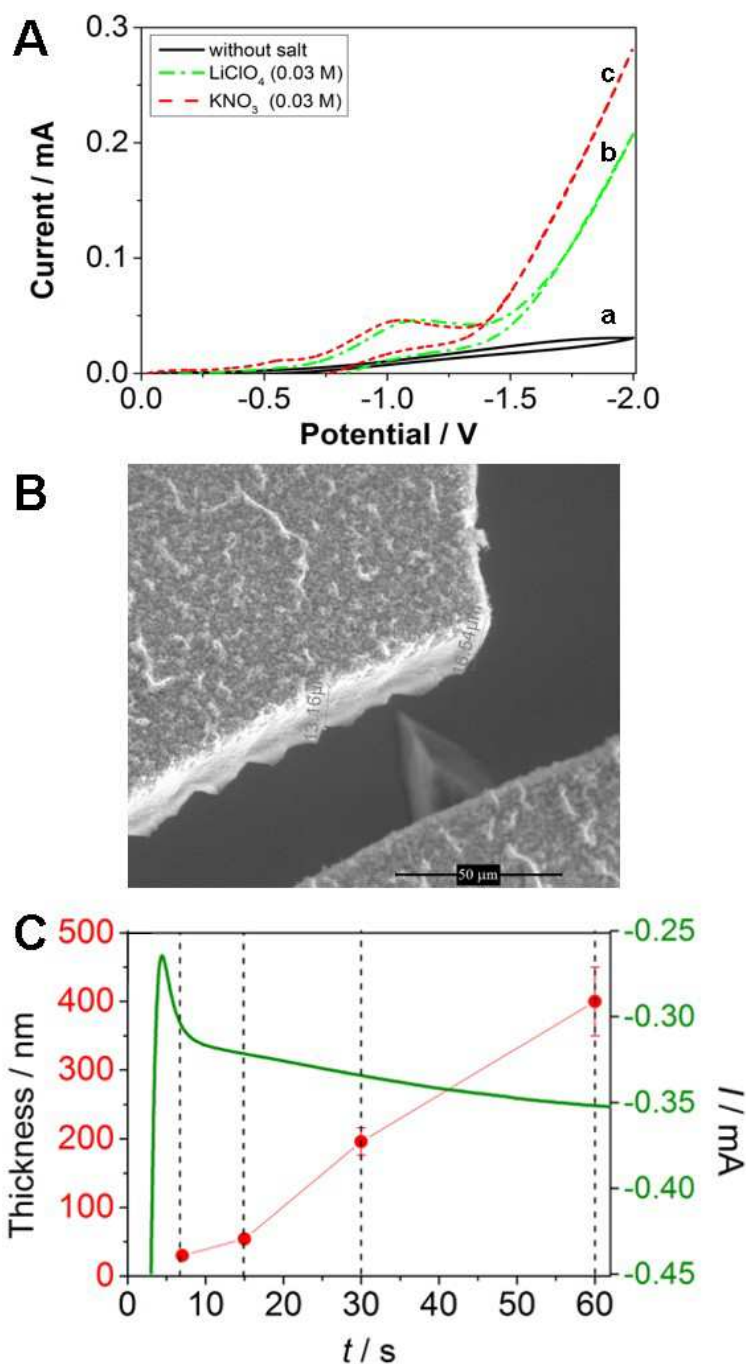 A
0.3
0.2
0.1
0.0
Current / mA
without salt
LiClO₄ (0.03 M)
KNO₃ (0.03 M)
c
b
a
0.0 -0.5 -1.0 -1.5 -2.0
Potential / V
B
13.16µm
16.54µm
50 µm
C
500
400
300
200
100
0
Thickness / nm
-0.25
-0.30
-0.35
-0.40
-0.45
I / mA
0 10 20 30 40 50 60
t / s